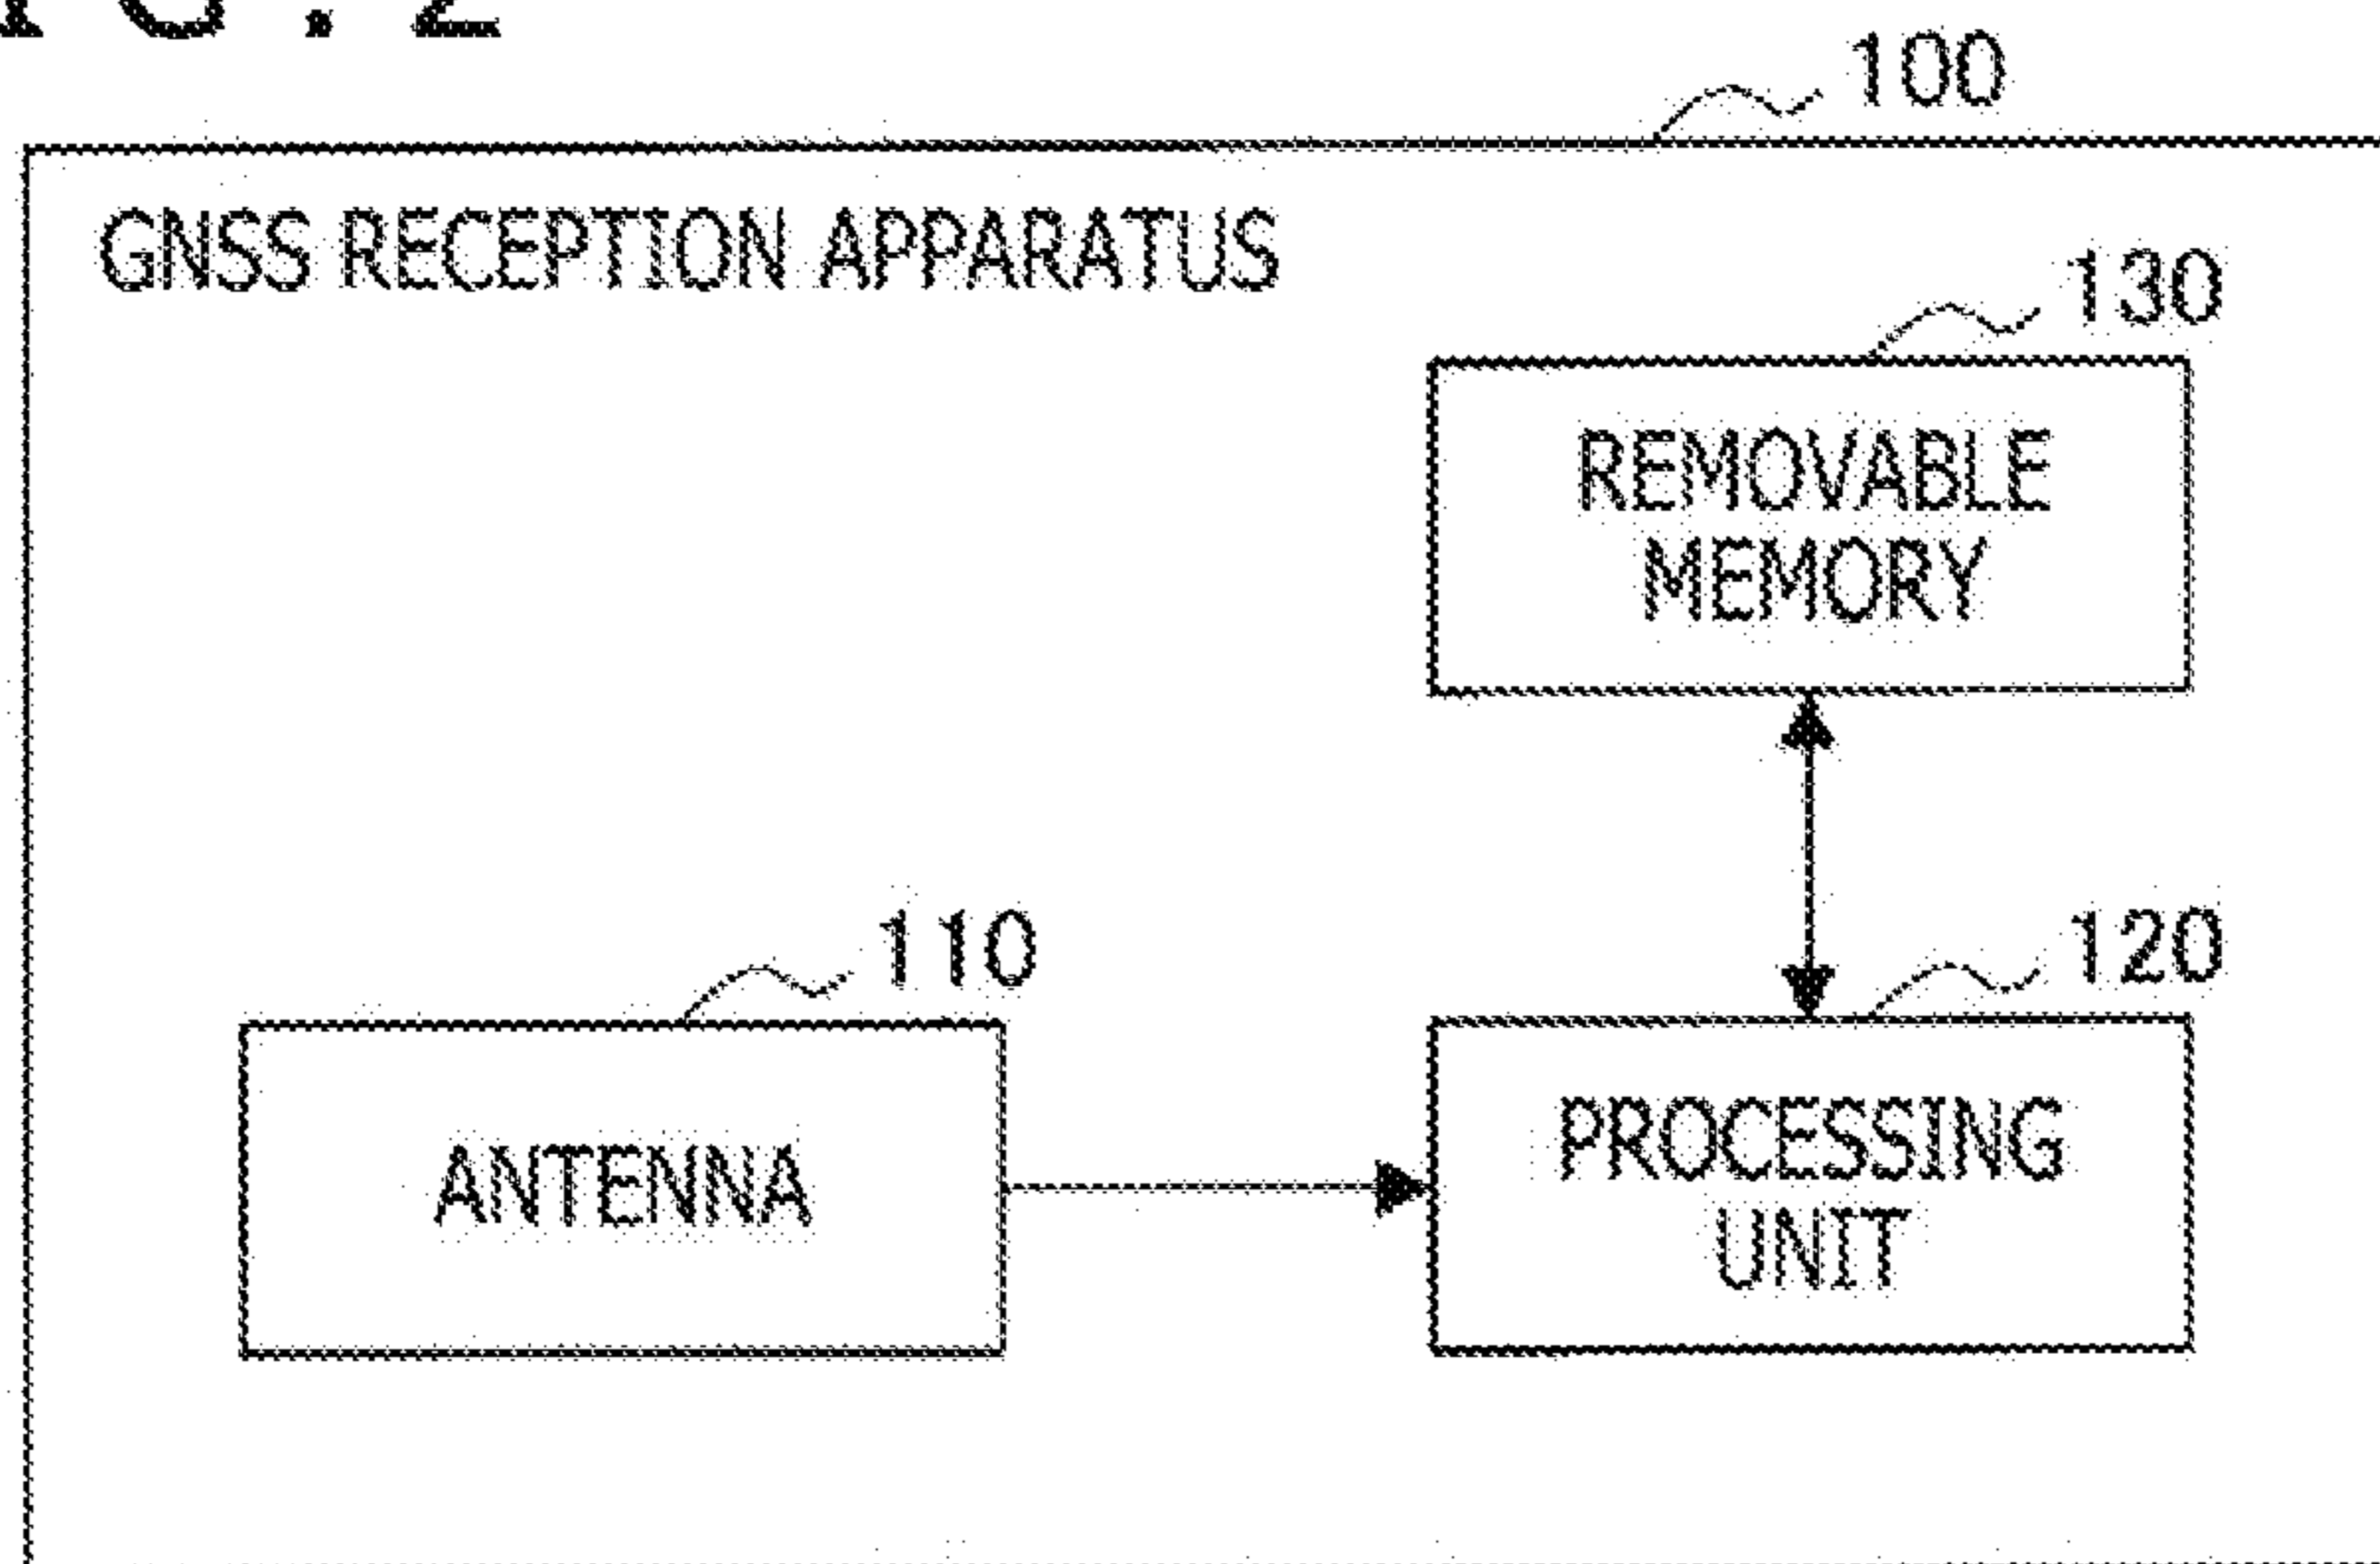 100
GNSS RECEPTION APPARATUS
130
REMOVABLE
MEMORY
110
120
ANTENNA
PROCESSING
UNIT